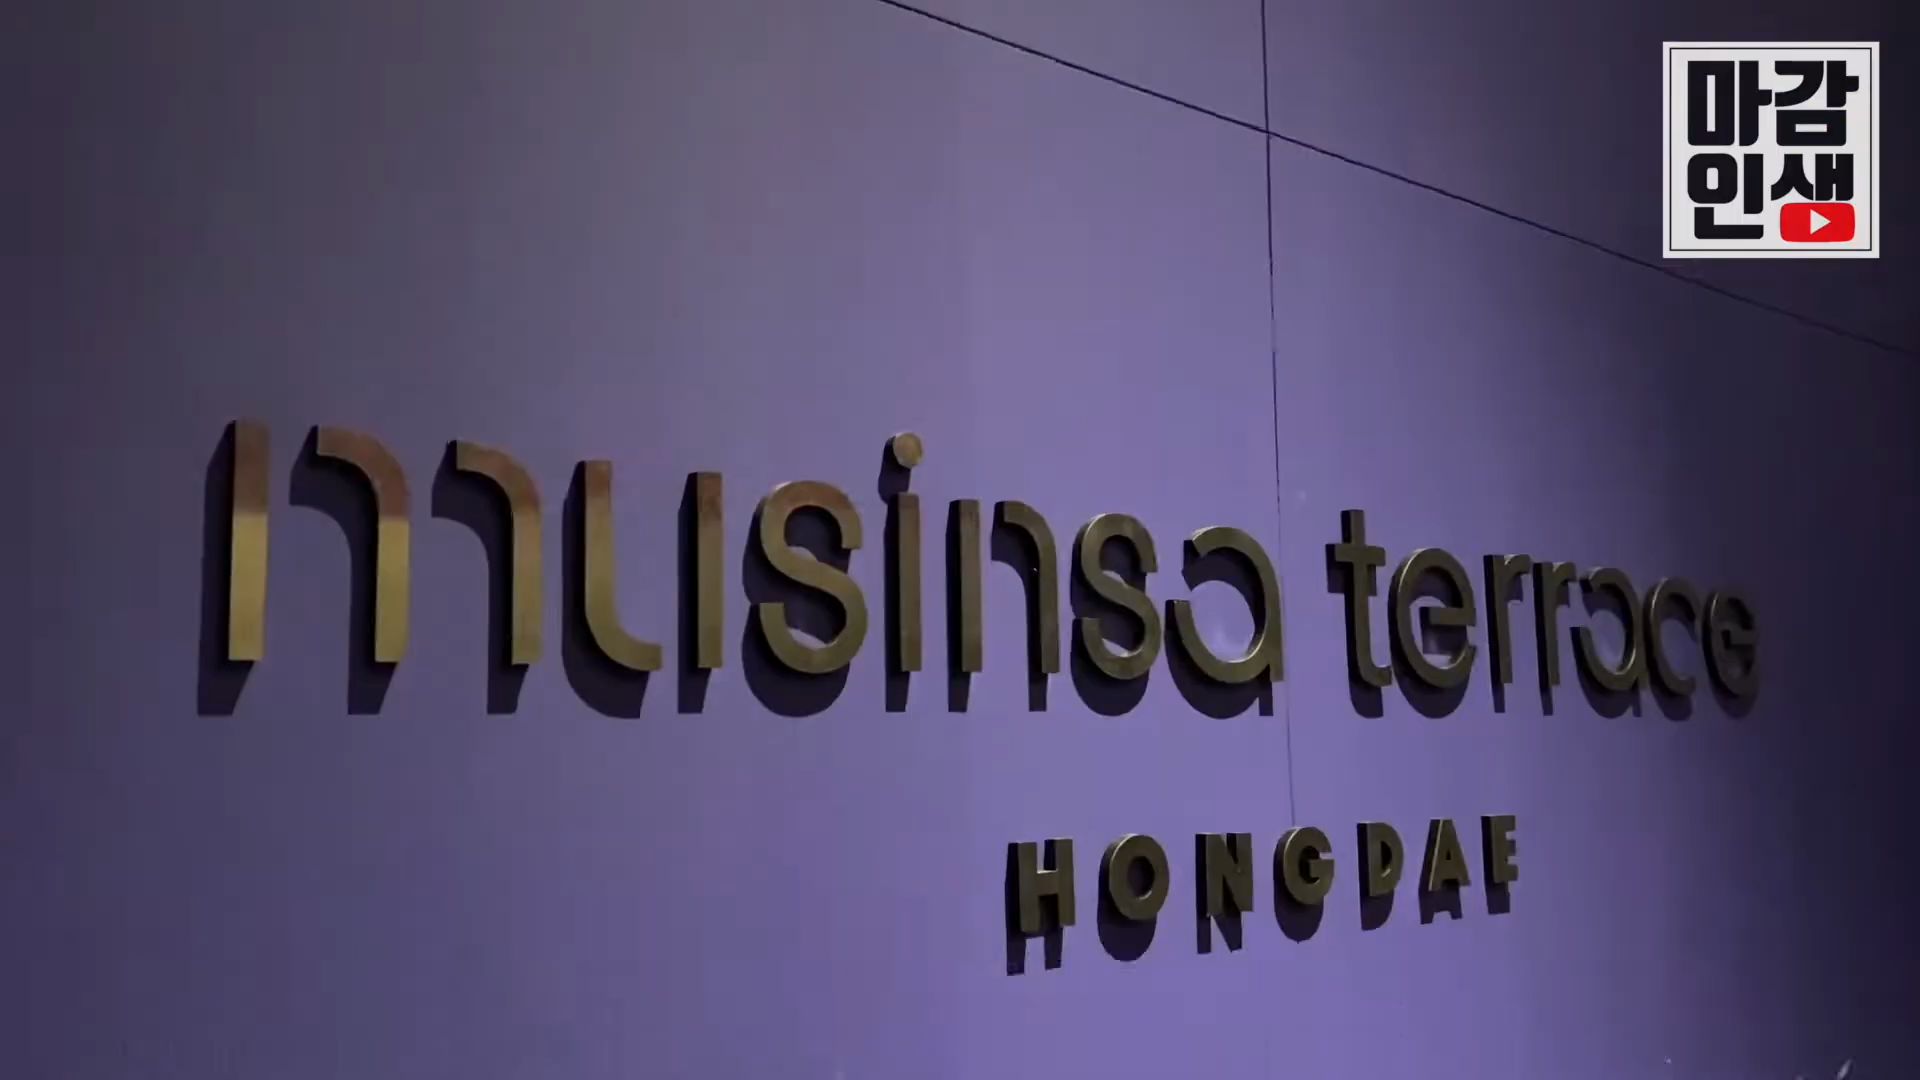 마감
인생
musinsa terrace
HONGDAE